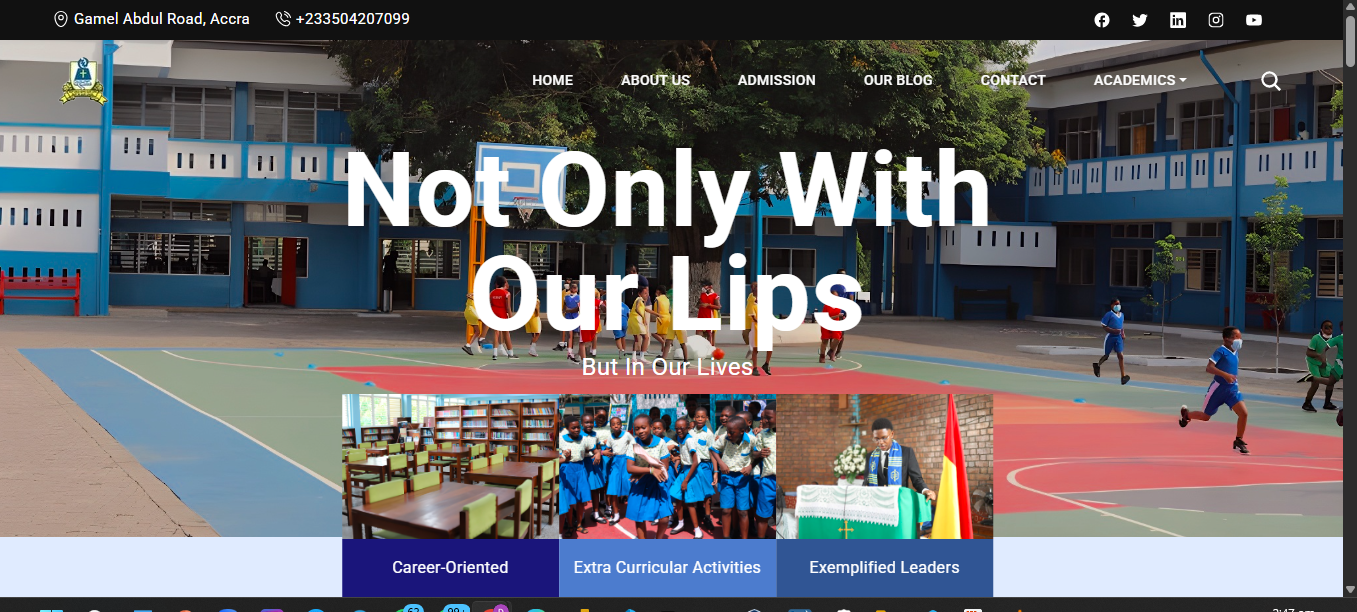 Gamel Abdul Road, Accra
+233504207099
HOME
ABOUT US
ADMISSION
OUR BLOG
CONTACT
ACADEMICS
Not Only With
Our Lips
But In Our Lives
Career-Oriented
Extra Curricular Activities
Exemplified Leaders